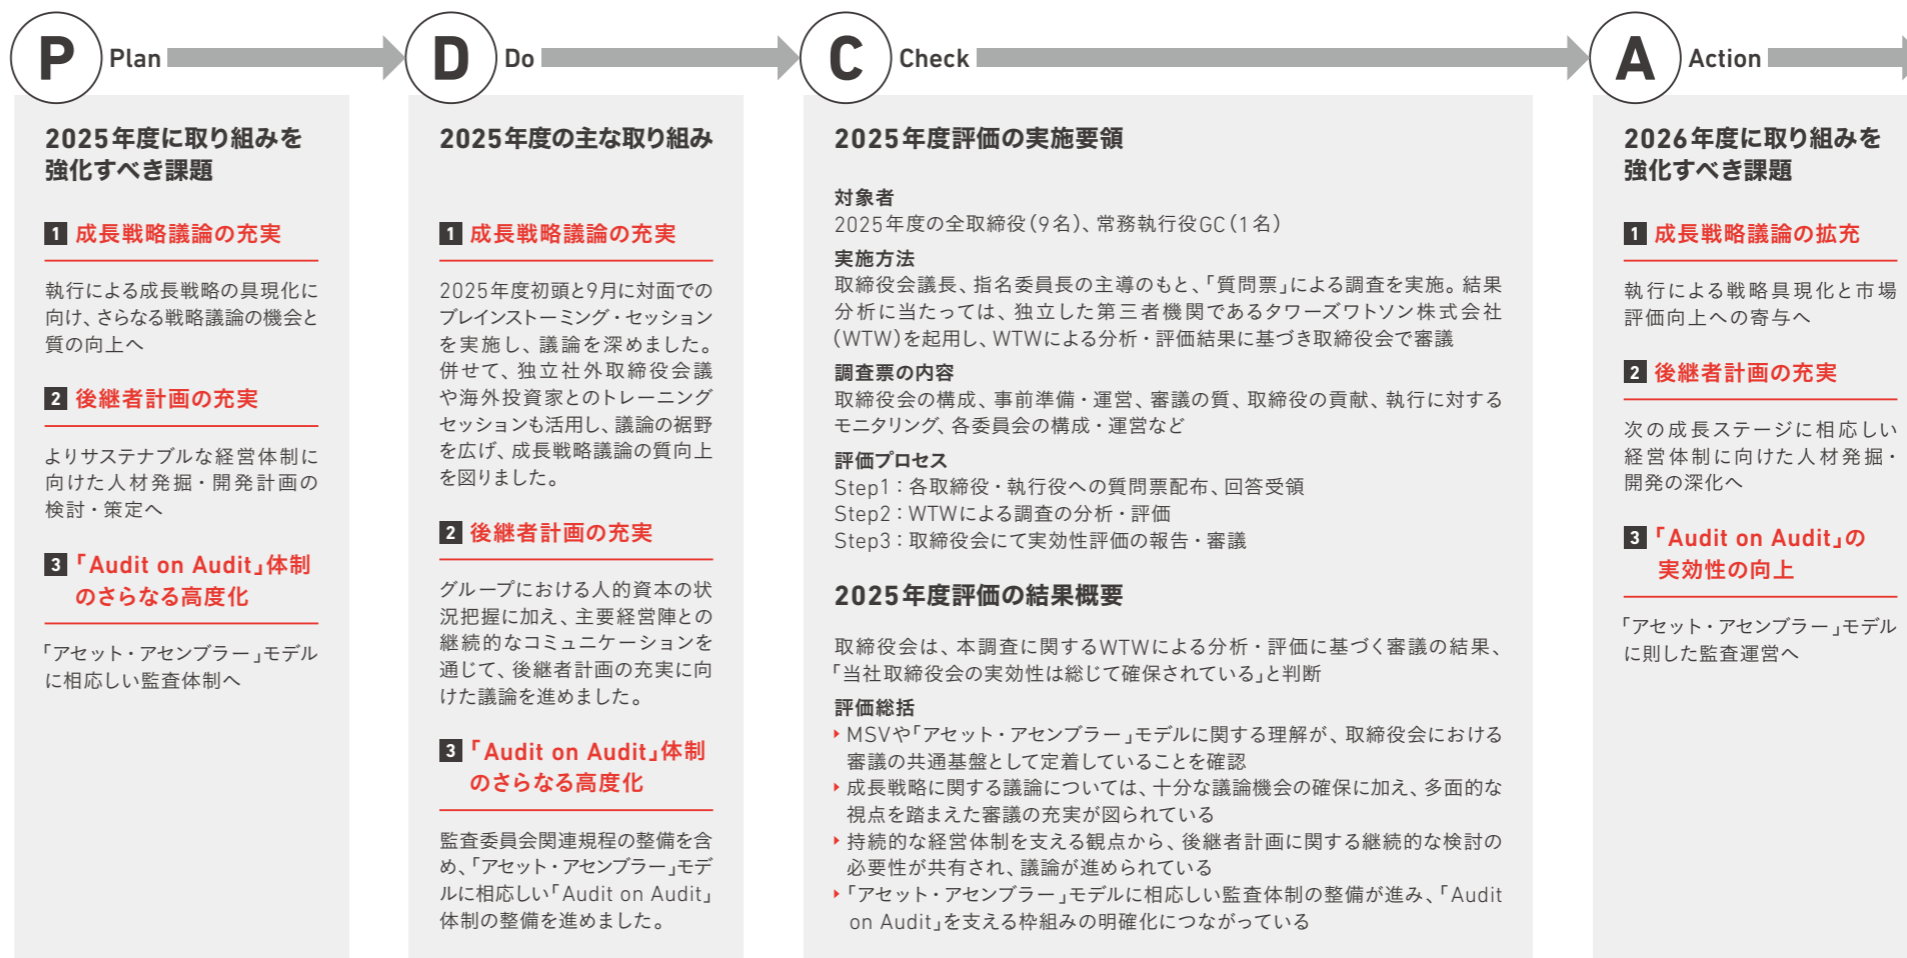 P Plan
2025年度に取り組みを
強化すべき課題
1 成長戦略議論の充実
執行による成長戦略の具現化に
向け、さらなる戦略議論の機会と
質の向上へ
2 後継者計画の充実
よりサステナブルな経営体制に
向けた人材発掘・開発計画の
検討・策定へ
3 「Audit on Audit」体制
のさらなる高度化
「アセット・アセンブラー」モデル
に相応しい監査体制へ
D Do
2025年度の主な取り組み
1 成長戦略議論の充実
2025年度初頭と9月に対面での
ブレインストーミング・セッション
を実施し、議論を深めました。
併せて、独立社外取締役会議
や海外投資家とのトレーニング
セッションも活用し、議論の裾野
を広げ、成長戦略議論の質向上
を図りました。
2 後継者計画の充実
グループにおける人的資本の状
況把握に加え、主要経営陣との
継続的なコミュニケーションを
通じて、後継者計画の充実に向
けた議論を進めました。
3 「Audit on Audit」体制
のさらなる高度化
監査委員会関連規程の整備を含
め、「アセット・アセンブラー」モデ
ルに相応しい「Audit on Audit」
体制の整備を進めました。
C Check
2025年度評価の実施要領
対象者
2025年度の全取締役（9名）、常務執行役GC（1名）
実施方法
取締役会議長、指名委員長の主導のもと、「質問票」による調査を実施。結果
分析に当たっては、独立した第三者機関であるタワーズワトソン株式会社
（WTW）を起用し、WTWによる分析・評価結果に基づき取締役会で審議
調査票の内容
取締役会の構成、事前準備・運営、審議の質、取締役の貢献、執行に対する
モニタリング、各委員会の構成・運営など
評価プロセス
Step1：各取締役・執行役への質問票配布、回答受領
Step2：WTWによる調査の分析・評価
Step3：取締役会にて実効性評価の報告・審議
2025年度評価の結果概要
取締役会は、本調査に関するWTWによる分析・評価に基づく審議の結果、
「当社取締役会の実効性は総じて確保されている」と判断
評価総括
MSVや「アセット・アセンブラー」モデルに関する理解が、取締役会における
審議の共通基盤として定着していることを確認
成長戦略に関する議論については、十分な議論機会の確保に加え、多面的な
視点を踏まえた審議の充実が図られている
持続的な経営体制を支える観点から、後継者計画に関する継続的な検討の
必要性が共有され、議論が進められている
「アセット・アセンブラー」モデルに相応しい監査体制の整備が進み、「Audit
on Audit」を支える枠組みの明確化につながっている
A Action
2026年度に取り組みを
強化すべき課題
1 成長戦略議論の拡充
執行による戦略具現化と市場
評価向上への寄与へ
2 後継者計画の充実
次の成長ステージに相応しい
経営体制に向けた人材発掘・
開発の深化へ
3 「Audit on Audit」の
実効性の向上
「アセット・アセンブラー」モデル
に則した監査運営へ